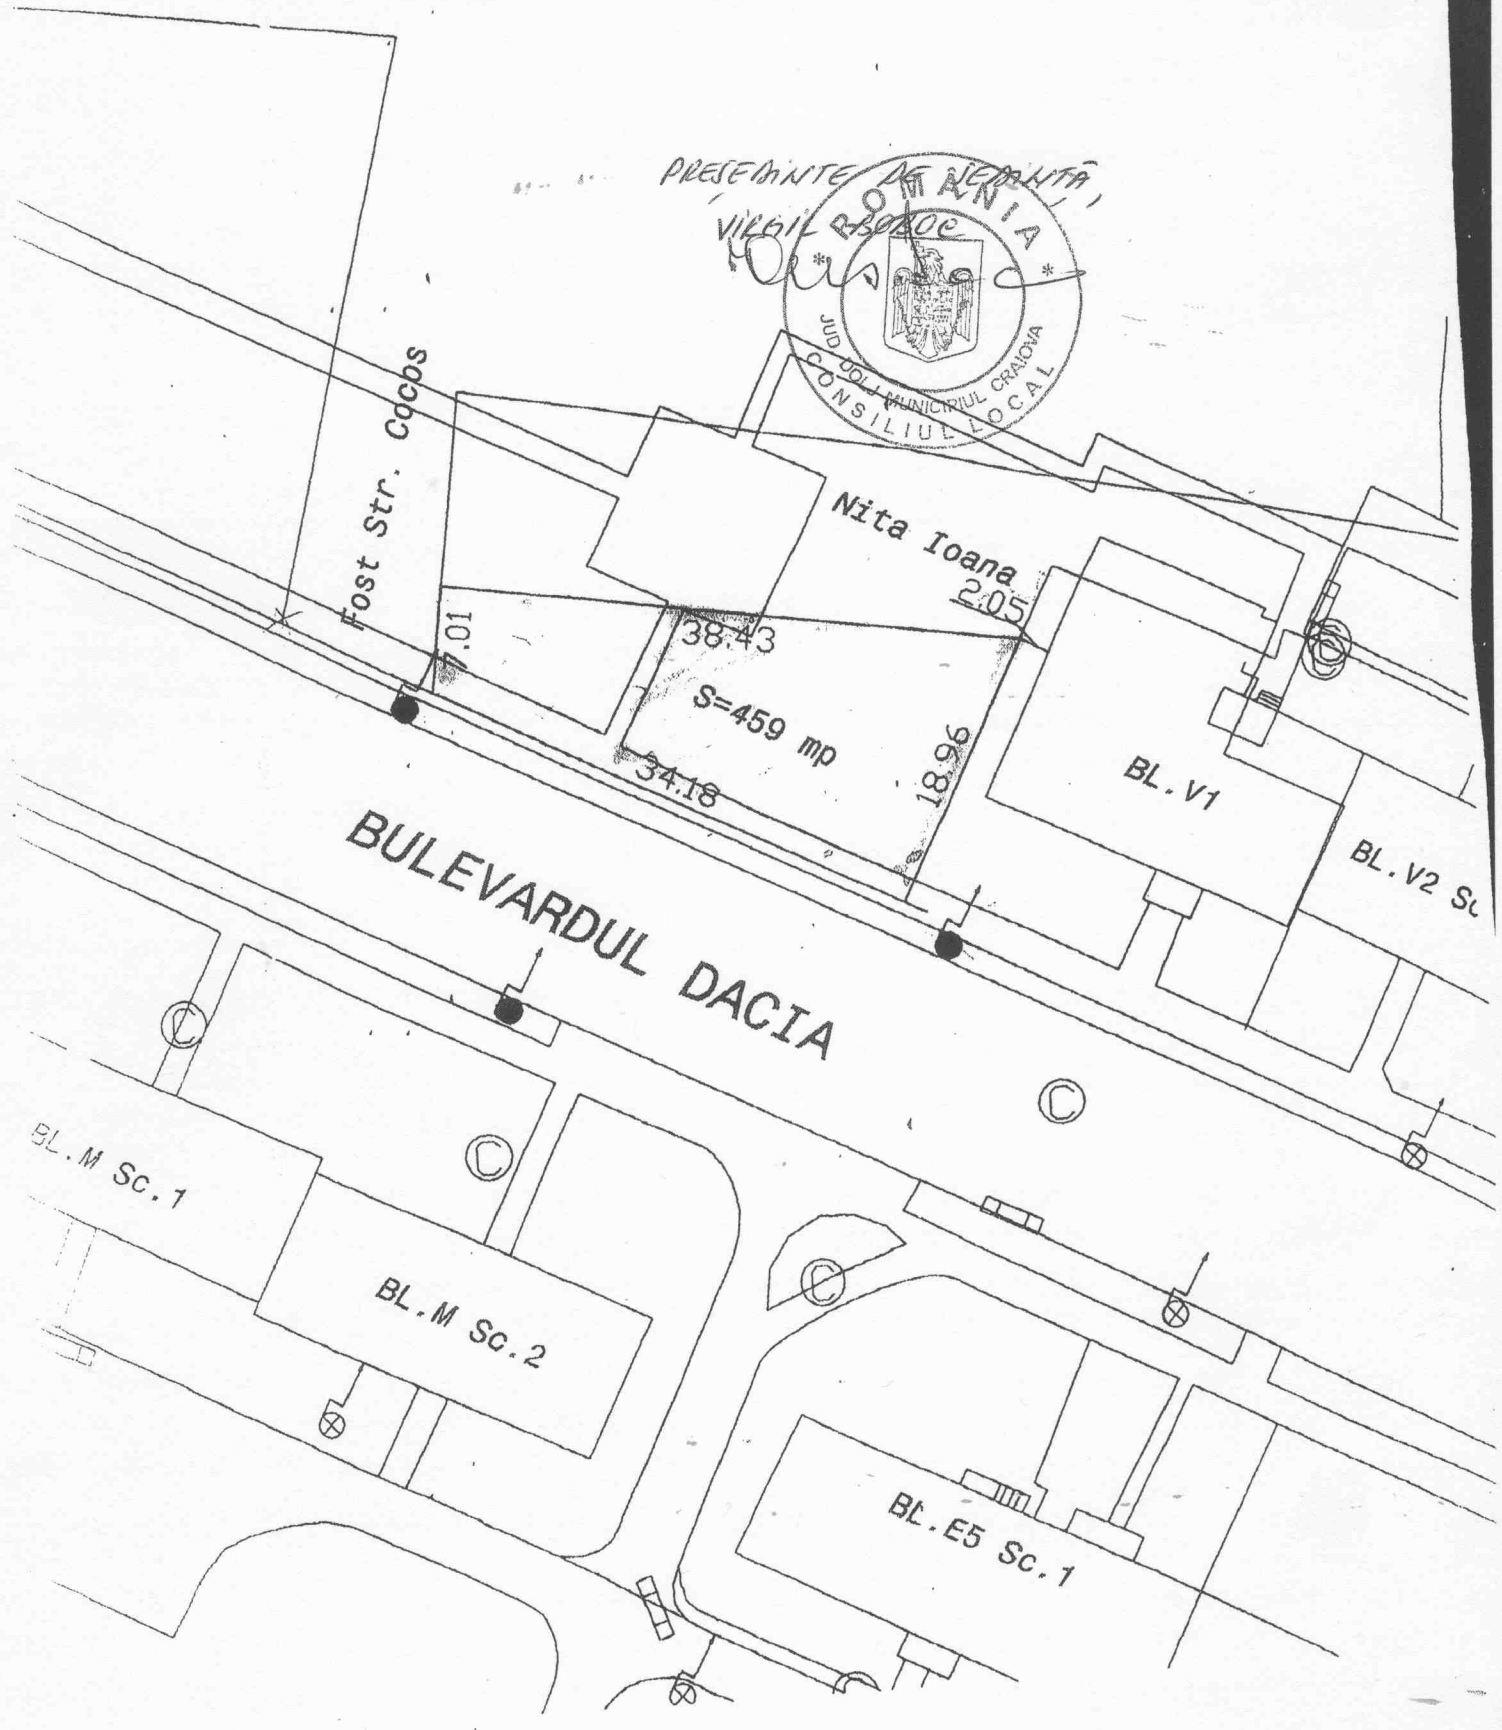 PREȘEDINTE DE ȘEDINȚĂ,
VIRGIL BOBOC
* ROMÂNIA *
JUD DOLJ MUNICIPIUL CRAIOVA
CONSILIUL LOCAL
Fost Str. Cocos
Nita Ioana
2.05
7.01
38.43
S=459 mp
34.18
18.96
BL.V1
BL.V2
BULEVARDUL DACIA
C
C
C
C
C
BL.M Sc.1
BL.M Sc.2
BL.E5 Sc.1